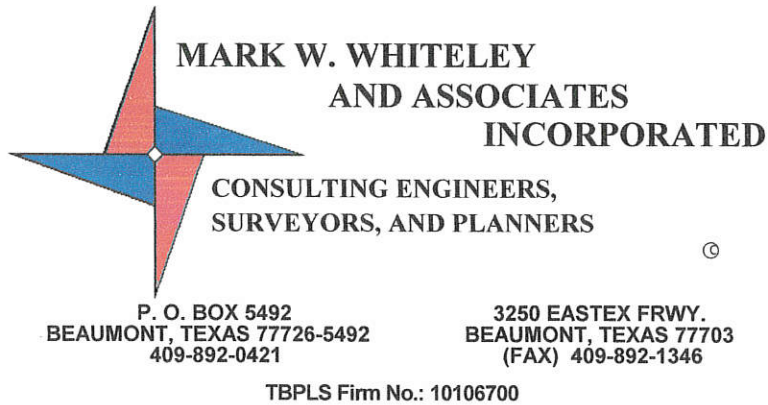 MARK W. WHITELEY
AND ASSOCIATES
INCORPORATED
CONSULTING ENGINEERS,
SURVEYORS, AND PLANNERS
©
P. O. BOX 5492
BEAUMONT, TEXAS 77726-5492
409-892-0421
3250 EASTEX FRWY.
BEAUMONT, TEXAS 77703
(FAX) 409-892-1346
TBPLS Firm No.: 10106700